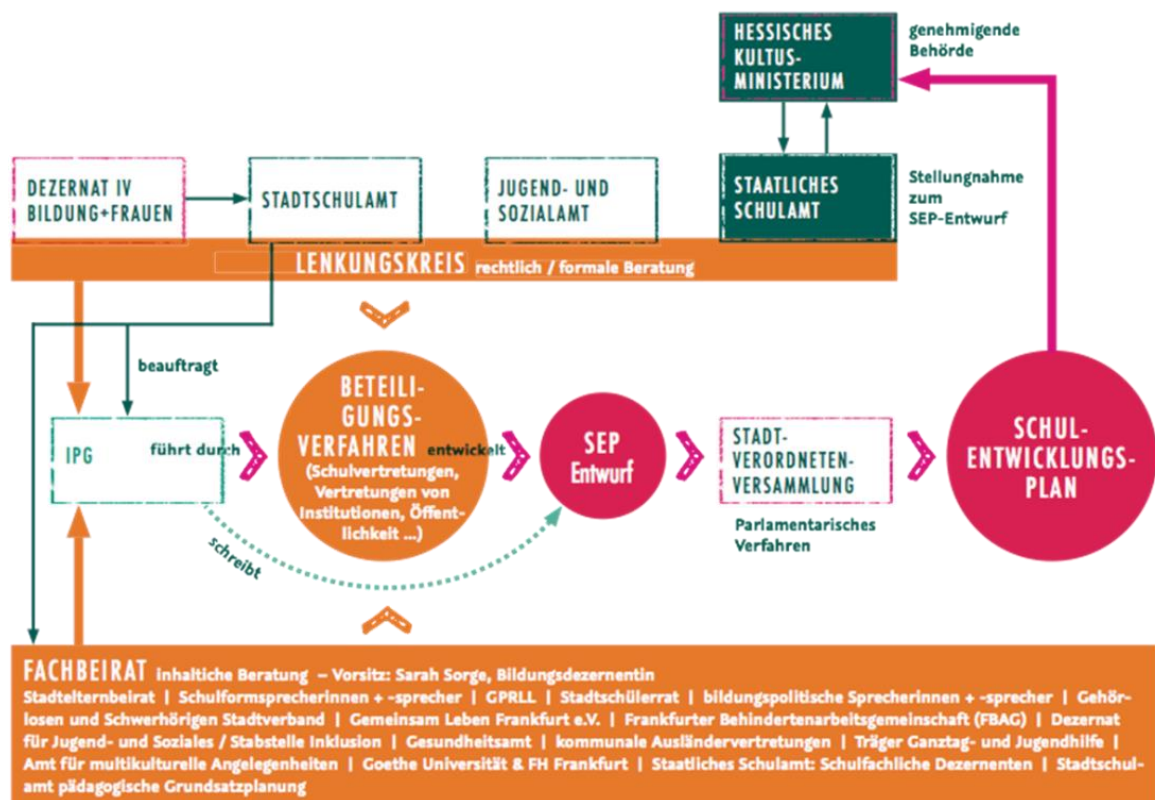 HESSISCHES
KULTUS-
MINISTERIUM
genehmigende
Behörde
DEZERNAT IV
BILDUNG+FRAUEN
STADTSCHULAMT
JUGEND- UND
SOZIALAMT
STAATLICHES
SCHULAMT
Stellungnahme
zum
SEP-Entwurf
LENKUNGSKREIS rechtlich / formale Beratung
beauftragt
IPG
führt durch
BETEILI-
GUNGS-
VERFAHREN
(Schulvertretungen,
Vertretungen von
Institutionen, Öffent-
lichkeit ...)
entwickelt
SEP
Entwurf
STADT-
VERORDNETEN-
VERSAMMLUNG
Parlamentarisches
Verfahren
SCHUL-
ENTWICKLUNGS-
PLAN
schreibt
FACHBEIRAT inhaltliche Beratung – Vorsitz: Sarah Sorge, Bildungsdezernentin
Stadtelternbeirat | Schulformsprecherinnen + -sprecher | GPRLL | Stadtschülerrat | bildungspolitische Sprecherinnen + -sprecher | Gehör-
losen und Schwerhörigen Stadtverband | Gemeinsam Leben Frankfurt e.V. | Frankfurter Behindertenarbeitsgemeinschaft (FBAG) | Dezernat
für Jugend- und Soziales / Stabstelle Inklusion | Gesundheitsamt | kommunale Ausländervertretungen | Träger Ganztag- und Jugendhilfe |
Amt für multikulturelle Angelegenheiten | Goethe Universität & FH Frankfurt | Staatliches Schulamt: Schulfachliche Dezernenten | Stadtschul-
amt pädagogische Grundsatzplanung